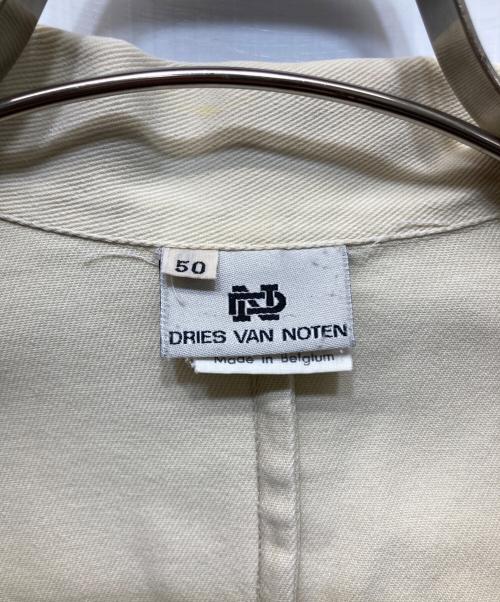 50
DRIES VAN NOTEN
Made in Belgium